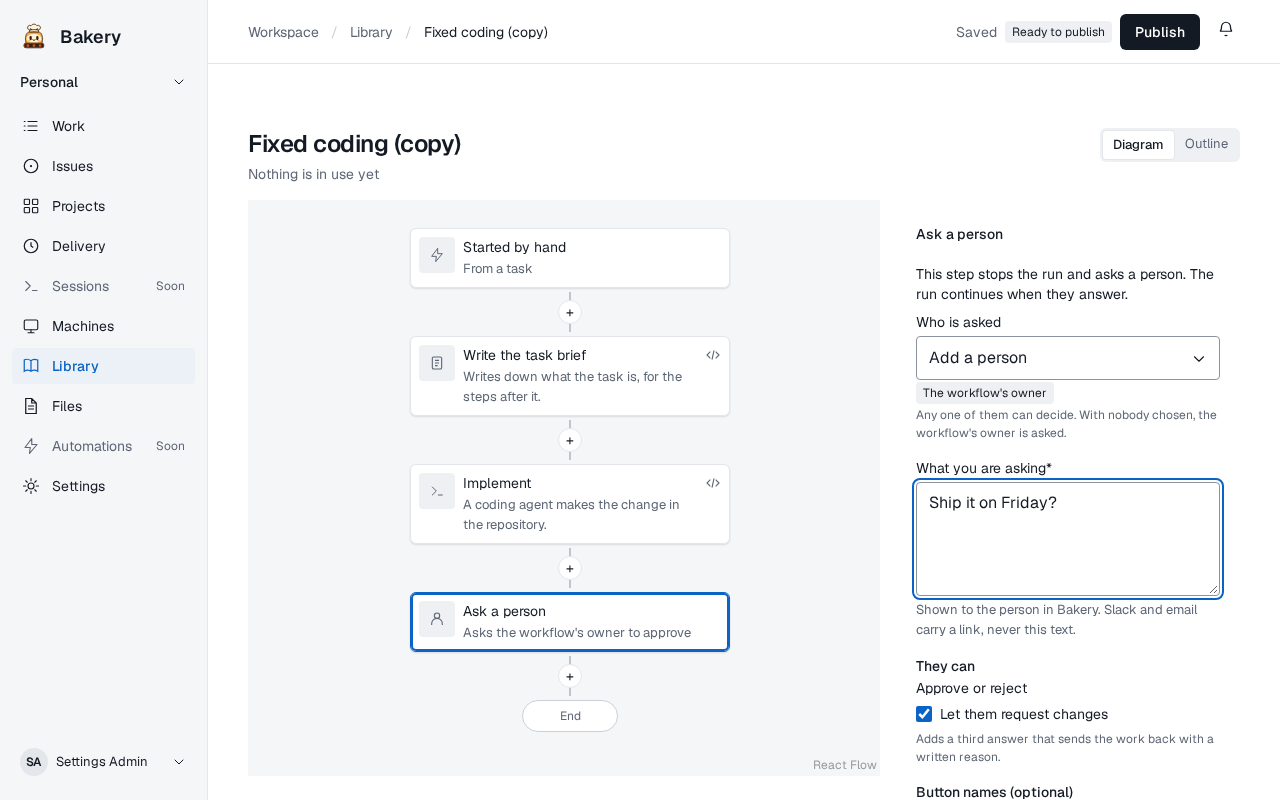 Bakery
Personal
Work
Issues
Projects
Delivery
Sessions Soon
Machines
Library
Files
Automations Soon
Settings
SA Settings Admin
Workspace / Library / Fixed coding (copy)
Saved Ready to publish Publish
Fixed coding (copy)
Nothing is in use yet
Diagram Outline
Started by hand
From a task
+
Write the task brief
Writes down what the task is, for the
steps after it.
+
Implement
A coding agent makes the change in
the repository.
+
Ask a person
Asks the workflow's owner to approve
+
End
React Flow
Ask a person
This step stops the run and asks a person. The
run continues when they answer.
Who is asked
Add a person
The workflow's owner
Any one of them can decide. With nobody chosen, the
workflow's owner is asked.
What you are asking*
Ship it on Friday?
Shown to the person in Bakery. Slack and email
carry a link, never this text.
They can
Approve or reject
Let them request changes
Adds a third answer that sends the work back with a
written reason.
Button names (optional)